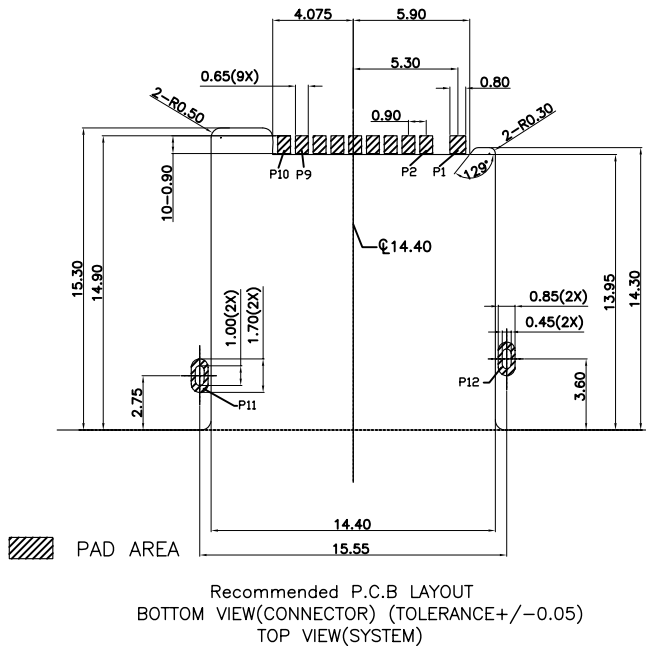 4.075
5.90
5.30
0.65(9X)
0.80
2-R0.50
0.90
2-R0.30
P10
P9
P2
P1
129°
10-0.90
℄14.40
15.30
14.90
13.95
14.30
1.00(2X)
1.70(2X)
0.85(2X)
0.45(2X)
P12
P11
2.75
3.60
14.40
15.55
PAD AREA
Recommended P.C.B LAYOUT
BOTTOM VIEW(CONNECTOR) (TOLERANCE+/-0.05)
TOP VIEW(SYSTEM)